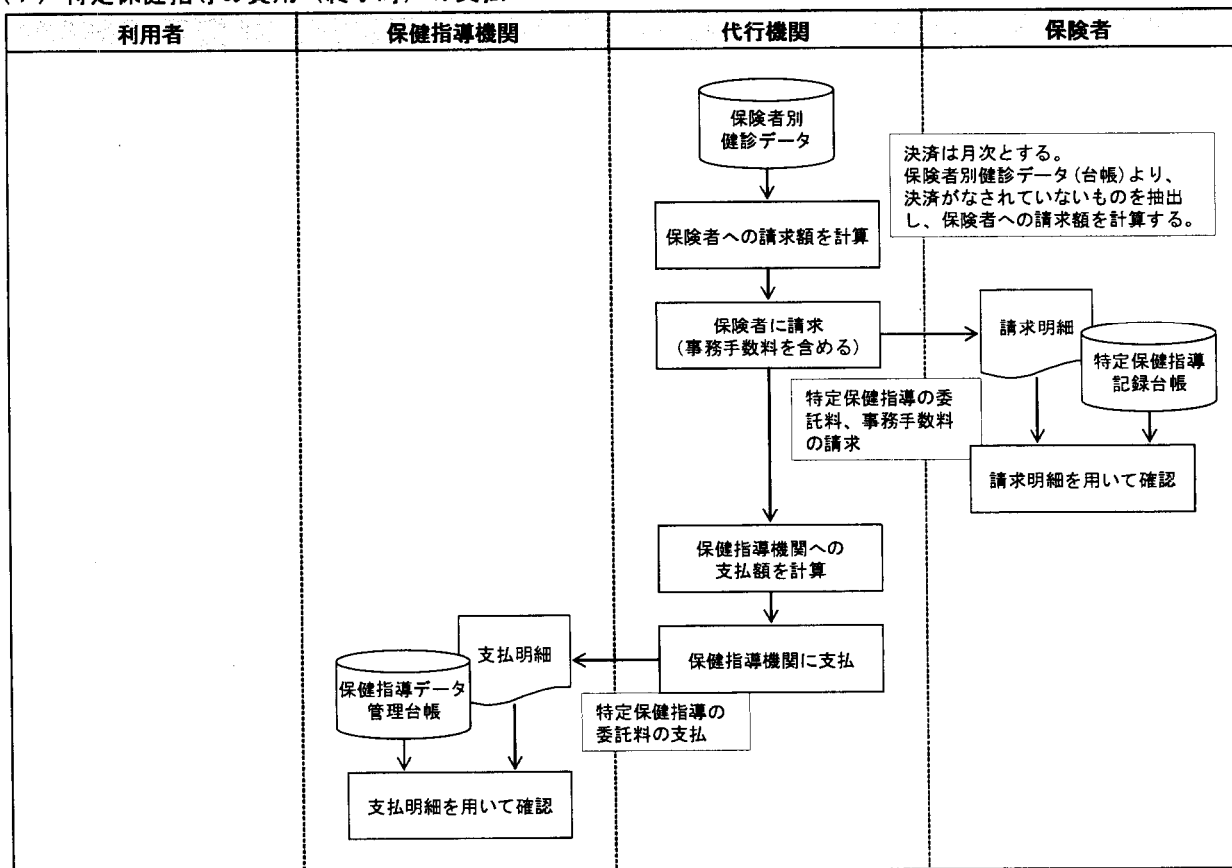 特定保健指導の費用
利用者
保健指導機関
代行機関
保険者
保険者別
健診データ
決済は月次とする。
保険者別健診データ(台帳)より、
決済がなされていないものを抽出
し、保険者への請求額を計算する。
保険者への請求額を計算
保険者に請求
(事務手数料を含める)
請求明細
特定保健指導
記録台帳
特定保健指導の委
託料、事務手数料
の請求
請求明細を用いて確認
保健指導機関への
支払額を計算
保健指導機関に支払
支払明細
保健指導データ
管理台帳
特定保健指導の
委託料の支払
支払明細を用いて確認